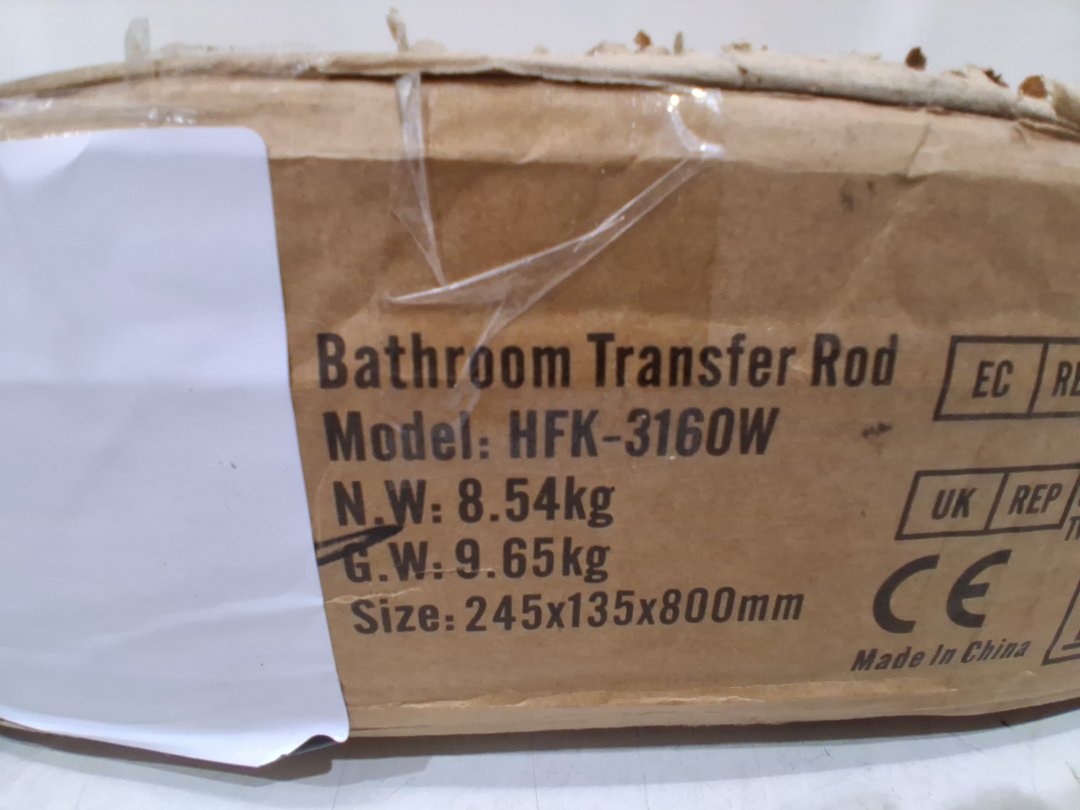 Bathroom Transfer Rod
Model: HFK-3160W
N.W: 8.54kg
G.W: 9.65kg
Size: 245x135x800mm
EC
UK REP
CE
Made In China